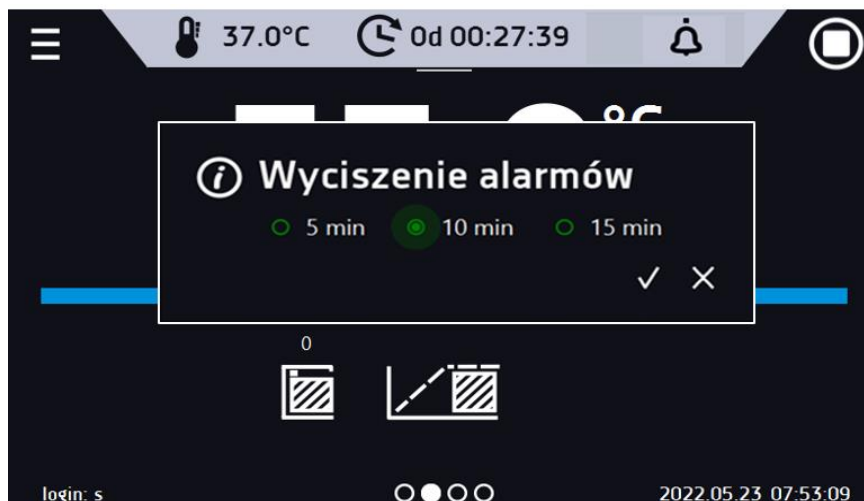 37.0°C 0d 00:27:39
°C
Wyciszenie alarmów
5 min 10 min 15 min
0
login: s 2022.05.23 07:53:09